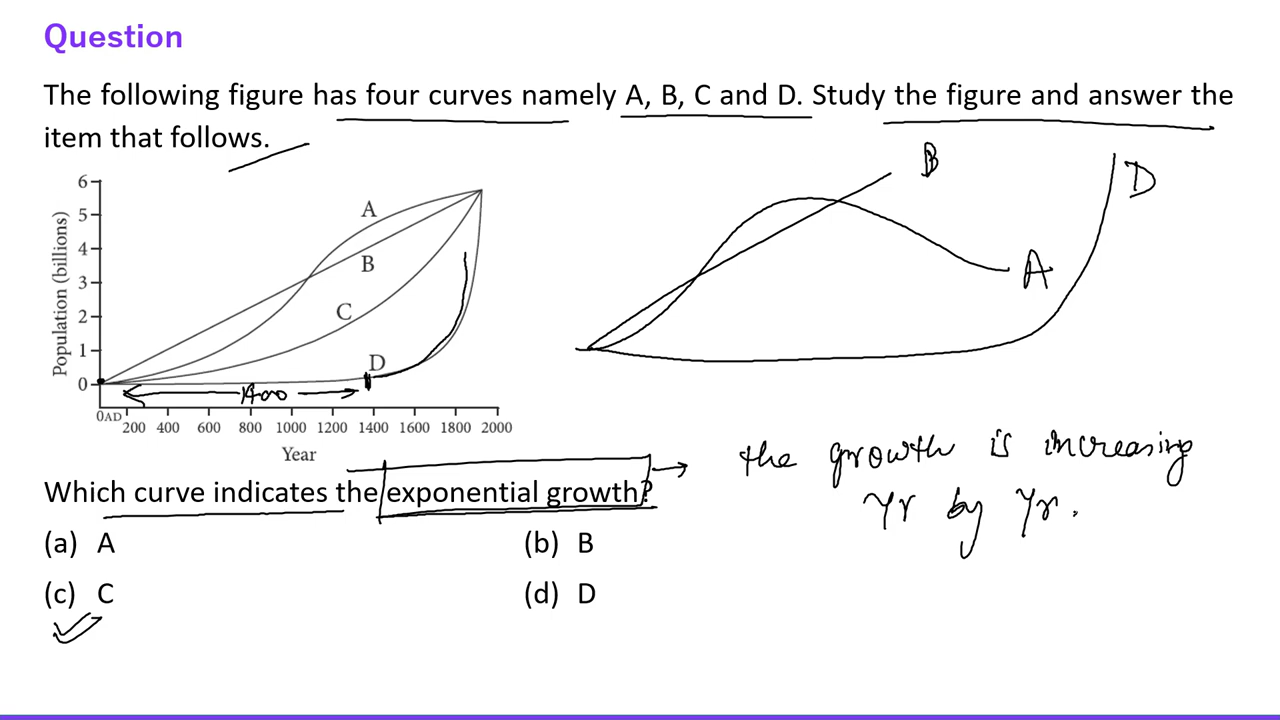 Question
The following figure has four curves namely A, B, C and D. Study the figure and answer the
item that follows.
B
D
A
6
5
4
3
2
1
0
Population (billions)
A
B
C
D
1400
0AD 200 400 600 800 1000 1200 1400 1600 1800 2000
Year
the growth is increasing
Yr by Yr.
Which curve indicates the exponential growth?
(a) A (b) B
(c) C (d) D